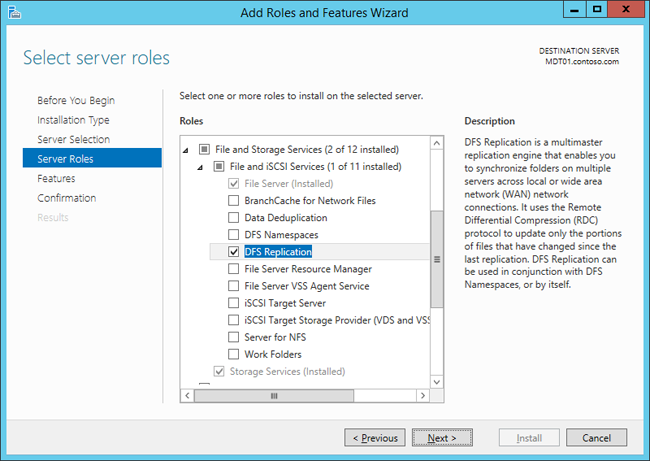 Add Roles and Features Wizard
Select server roles
DESTINATION SERVER
MDT01.contoso.com
Before You Begin
Installation Type
Server Selection
Server Roles
Features
Confirmation
Results
Select one or more roles to install on the selected server.
Roles
File and Storage Services (2 of 12 installed)
File and iSCSI Services (1 of 11 installed)
File Server (Installed)
BranchCache for Network Files
Data Deduplication
DFS Namespaces
DFS Replication
File Server Resource Manager
File Server VSS Agent Service
iSCSI Target Server
iSCSI Target Storage Provider (VDS and VSS
Server for NFS
Work Folders
Storage Services (Installed)
Description
DFS Replication is a multimaster
replication engine that enables you
to synchronize folders on multiple
servers across local or wide area
network (WAN) network
connections. It uses the Remote
Differential Compression (RDC)
protocol to update only the portions
of files that have changed since the
last replication. DFS Replication can
be used in conjunction with DFS
Namespaces, or by itself.
< Previous
Next >
Install
Cancel